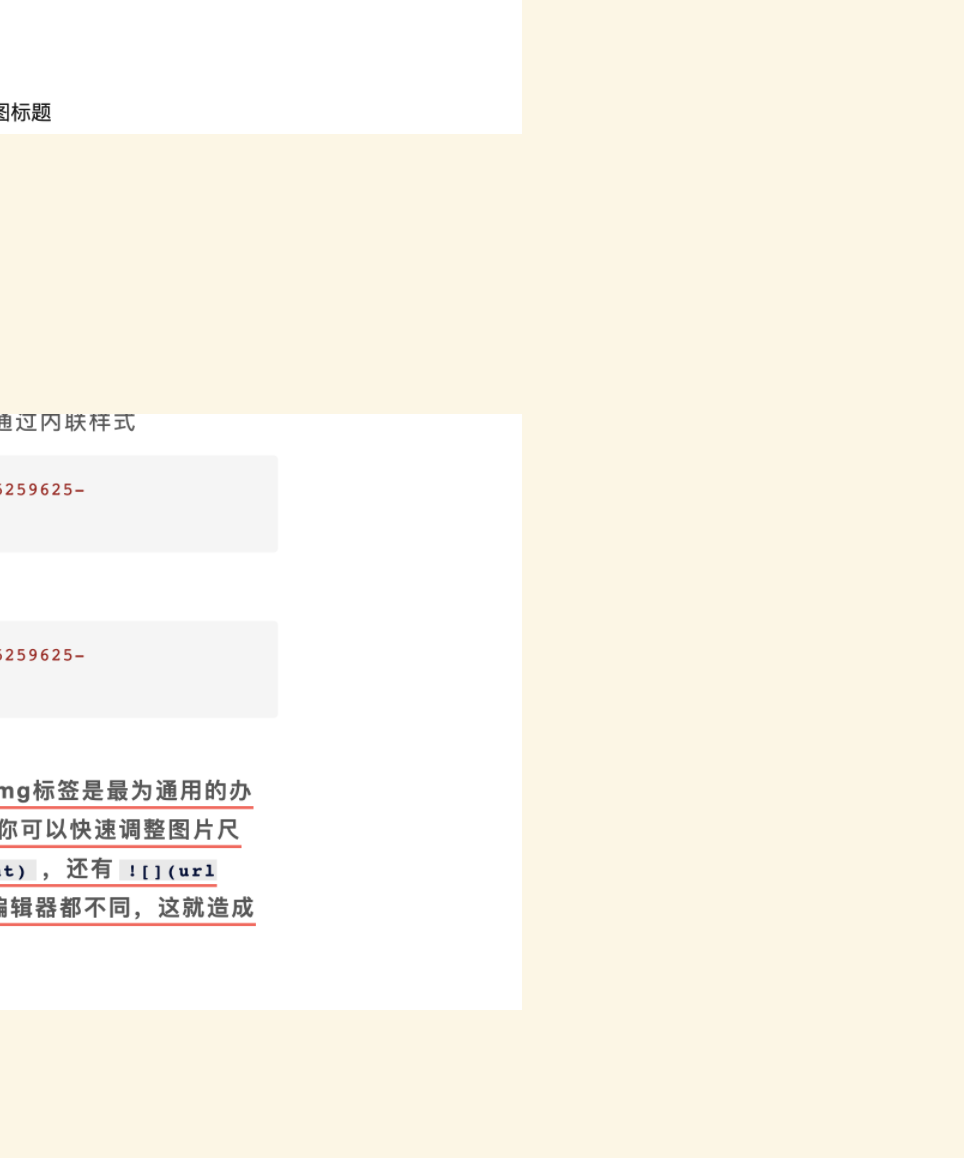 图标题
通过内联样式
6259625-
6259625-
mg标签是最为通用的办
你可以快速调整图片尺
t) ，还有 ![](url
编辑器都不同，这就造成